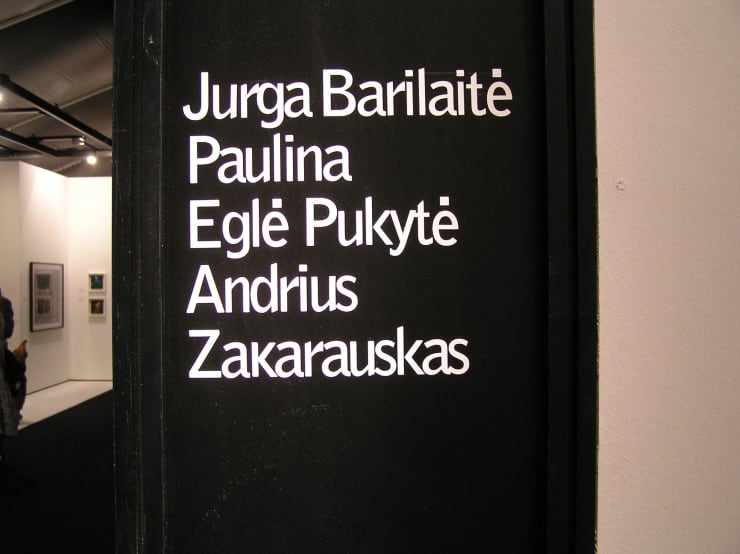 Jurga Barilaitė
Paulina
Eglė Pukytė
Andrius
Zakarauskas